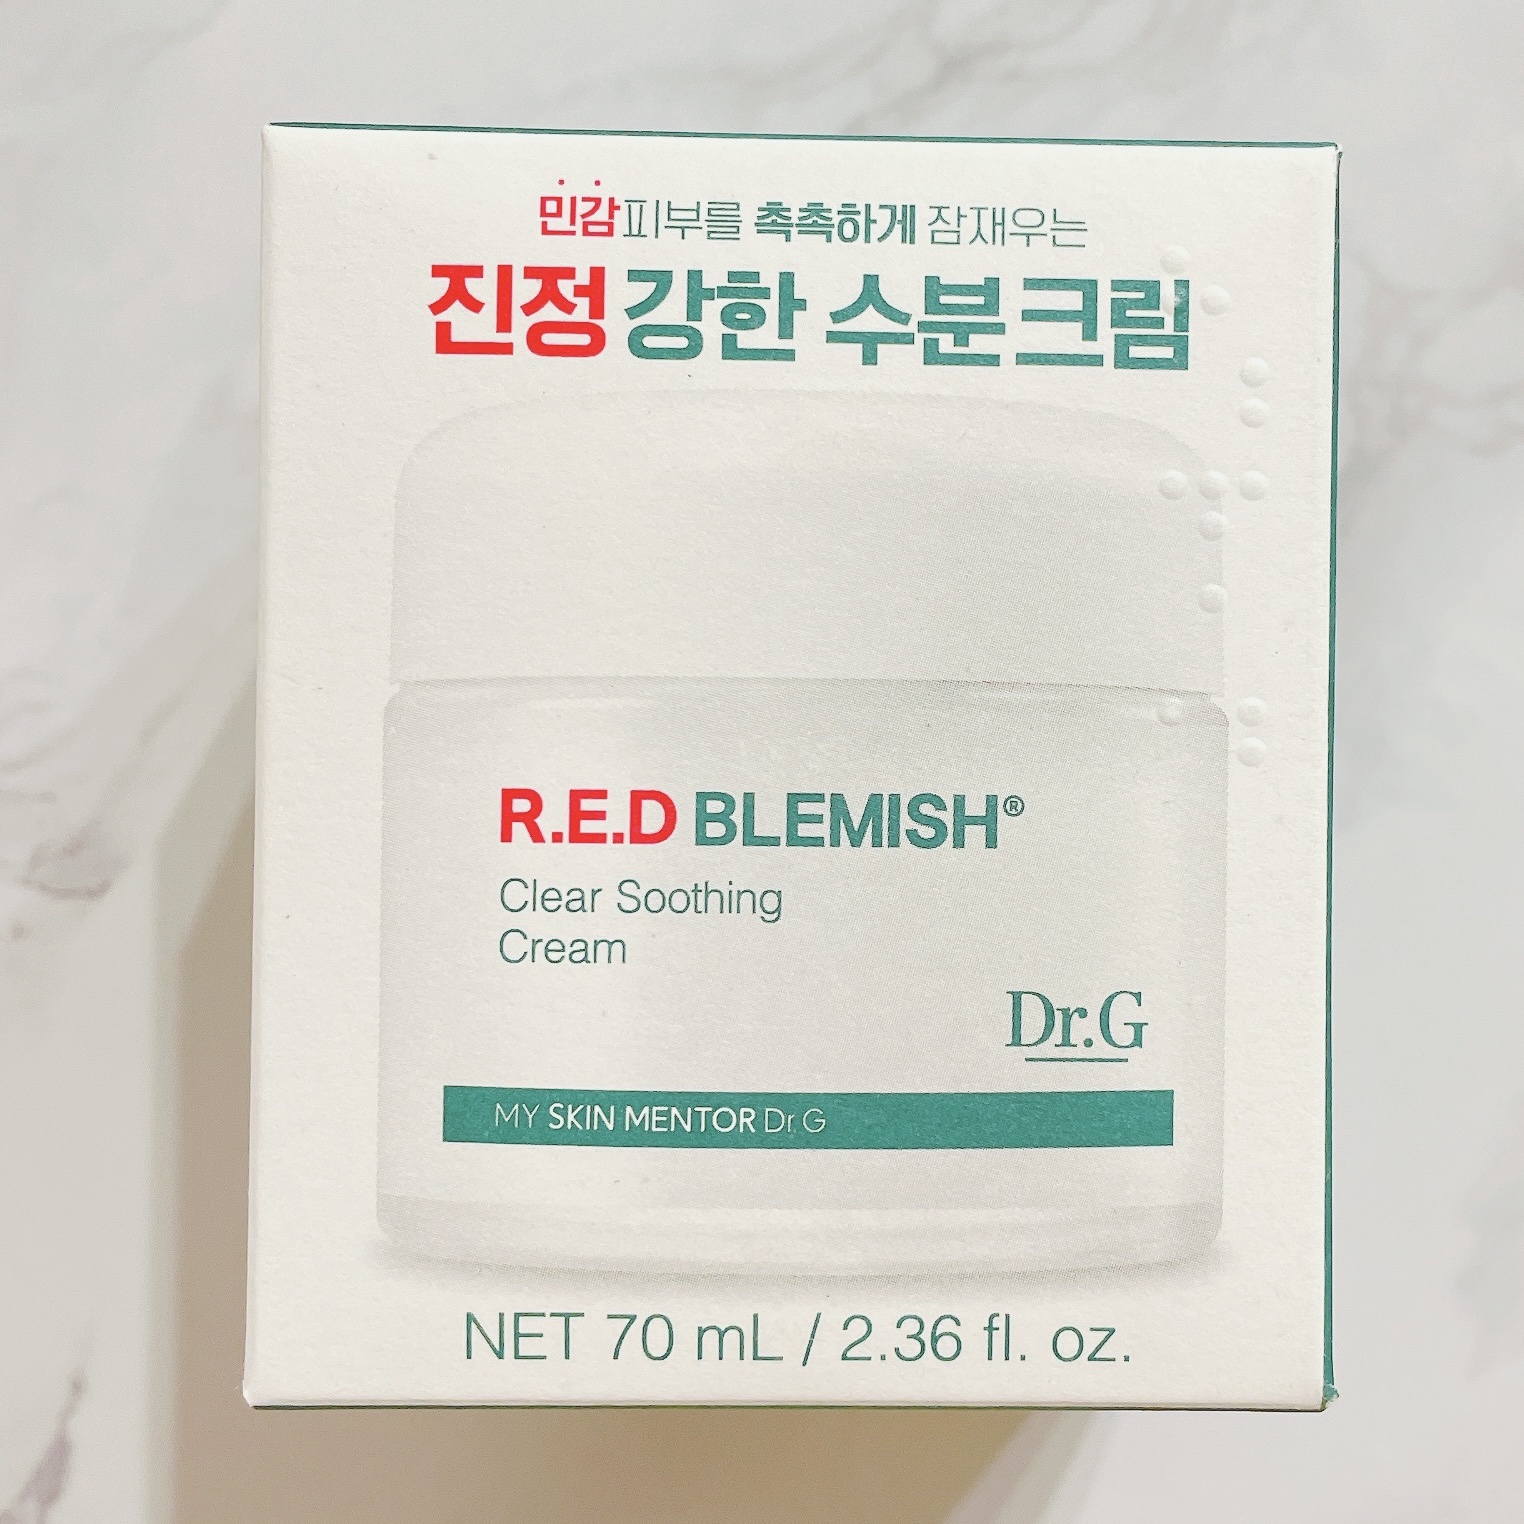 민감피부를 촉촉하게 잠재우는
진정 강한 수분크림
R.E.D BLEMISH®
Clear Soothing
Cream
Dr.G
MY SKIN MENTOR Dr. G
NET 70 mL / 2.36 fl. oz.